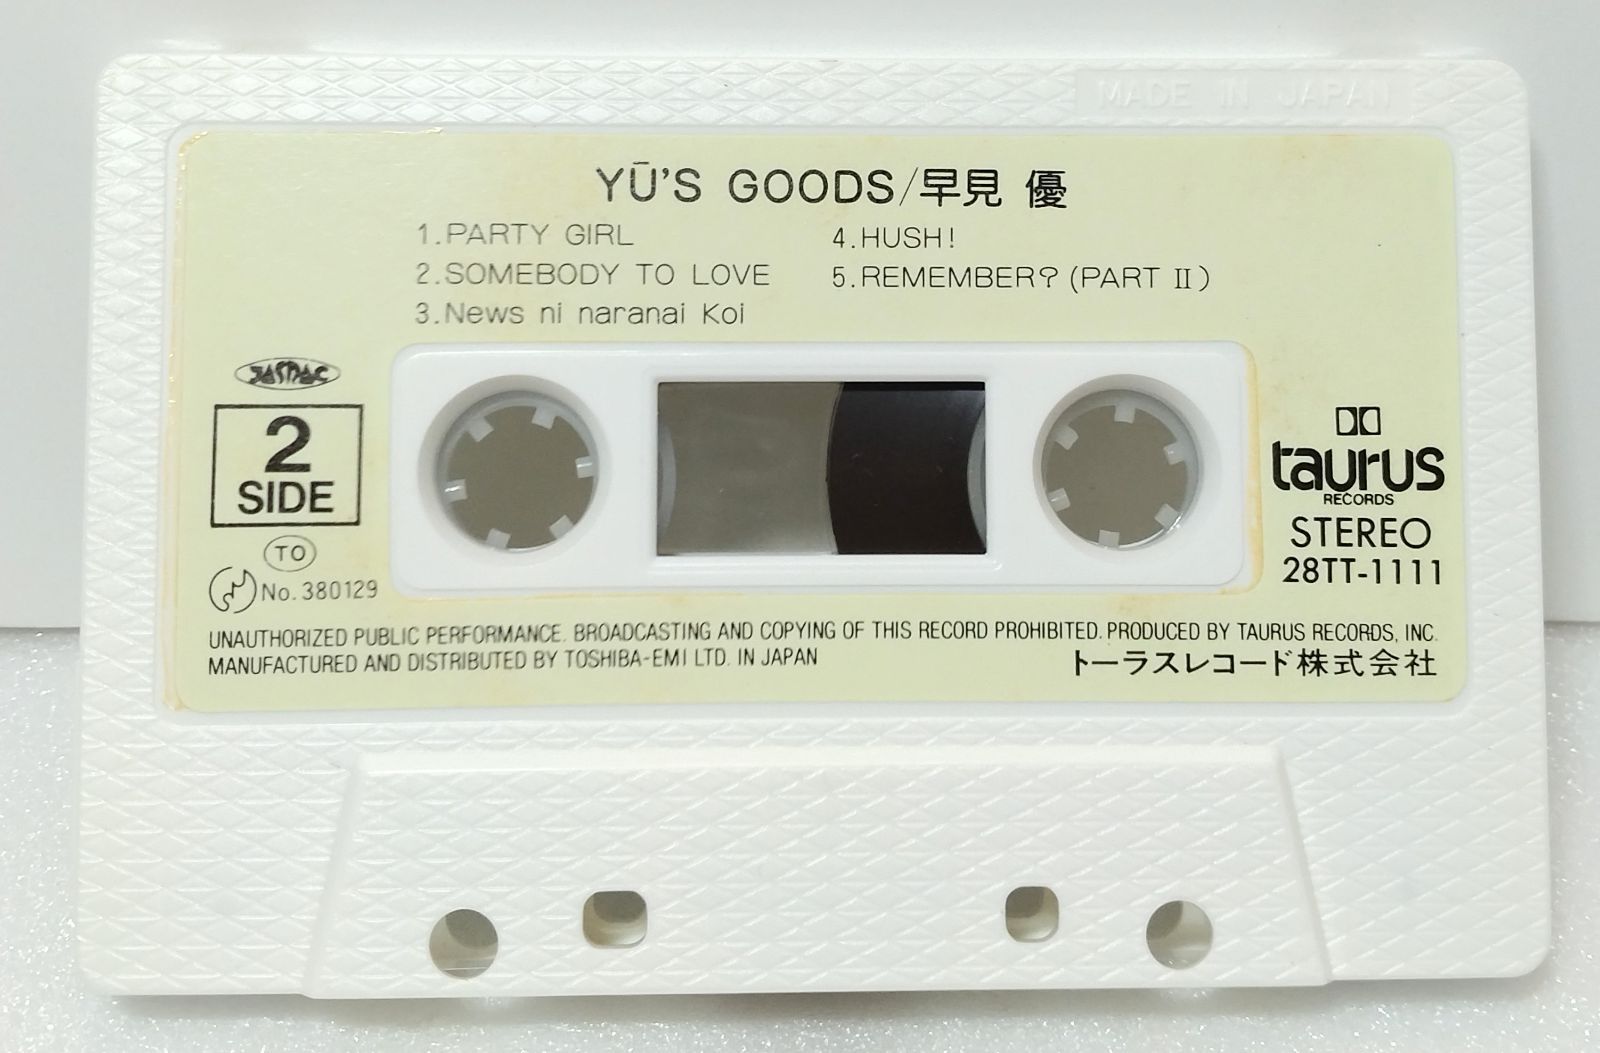 MADE IN JAPAN
YŪ'S GOODS/早見 優
1.PARTY GIRL
2.SOMEBODY TO LOVE
3.News ni naranai Koi
4.HUSH!
5.REMEMBER?(PART II)
JASRAC
2
SIDE
TO
No.380129
taurus
RECORDS
STEREO
28TT-1111
UNAUTHORIZED PUBLIC PERFORMANCE. BROADCASTING AND COPYING OF THIS RECORD PROHIBITED. PRODUCED BY TAURUS RECORDS, INC.
MANUFACTURED AND DISTRIBUTED BY TOSHIBA-EMI LTD. IN JAPAN
トーラスレコード株式会社